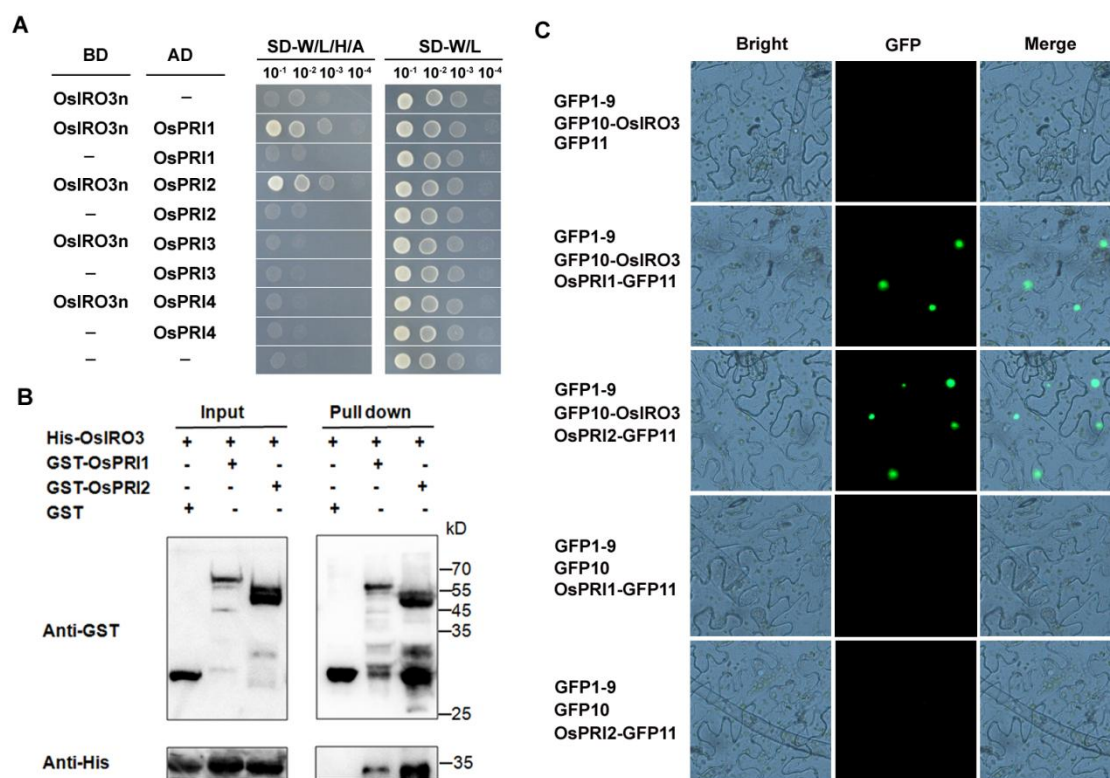 A
BD AD SD-W/L/H/A SD-W/L
10-1 10-2 10-3 10-4 10-1 10-2 10-3 10-4
OsIRO3n –
OsIRO3n OsPRI1
– OsPRI1
OsIRO3n OsPRI2
– OsPRI2
OsIRO3n OsPRI3
– OsPRI3
OsIRO3n OsPRI4
– OsPRI4
– –
B
Input Pull down
His-OsIRO3 + + + + + +
GST-OsPRI1 - + - - + -
GST-OsPRI2 - - + - - +
GST + - - + - -
kD
70
55
45
35
Anti-GST
25
Anti-His
35
C
Bright GFP Merge
GFP1-9
GFP10-OsIRO3
GFP11
GFP1-9
GFP10-OsIRO3
OsPRI1-GFP11
GFP1-9
GFP10-OsIRO3
OsPRI2-GFP11
GFP1-9
GFP10
OsPRI1-GFP11
GFP1-9
GFP10
OsPRI2-GFP11